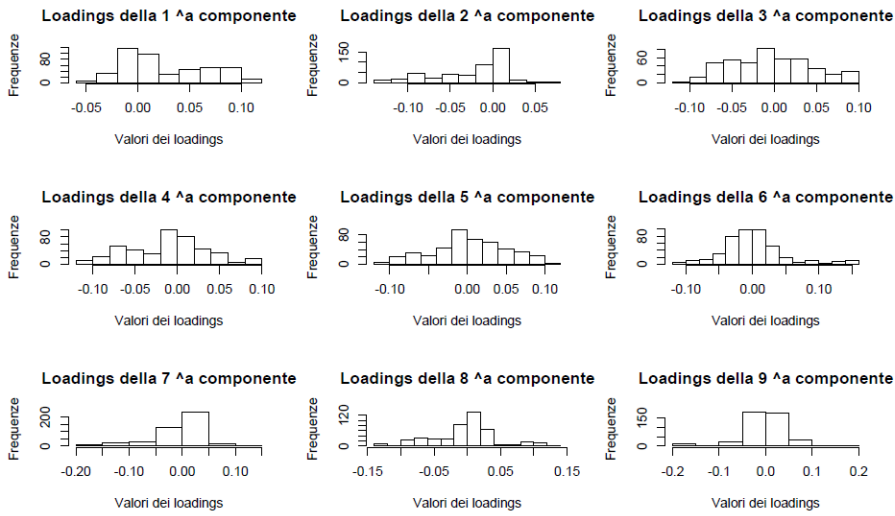 Loadings della 1 ^a componente
Frequenze
0 80
-0.05 0.00 0.05 0.10
Valori dei loadings
Loadings della 2 ^a componente
Frequenze
0 150
-0.10 0.00 0.05
Valori dei loadings
Loadings della 3 ^a componente
Frequenze
0 60
-0.10 -0.05 0.00 0.05 0.10
Valori dei loadings
Loadings della 4 ^a componente
Frequenze
0 80
-0.10 -0.05 0.00 0.05 0.10
Valori dei loadings
Loadings della 5 ^a componente
Frequenze
0 80
-0.10 0.00 0.05 0.10
Valori dei loadings
Loadings della 6 ^a componente
Frequenze
0 80
-0.10 0.00 0.10
Valori dei loadings
Loadings della 7 ^a componente
Frequenze
0 200
-0.20 -0.10 0.00 0.10
Valori dei loadings
Loadings della 8 ^a componente
Frequenze
0 120
-0.15 -0.05 0.05 0.15
Valori dei loadings
Loadings della 9 ^a componente
Frequenze
0 150
-0.2 -0.1 0.0 0.1 0.2
Valori dei loadings